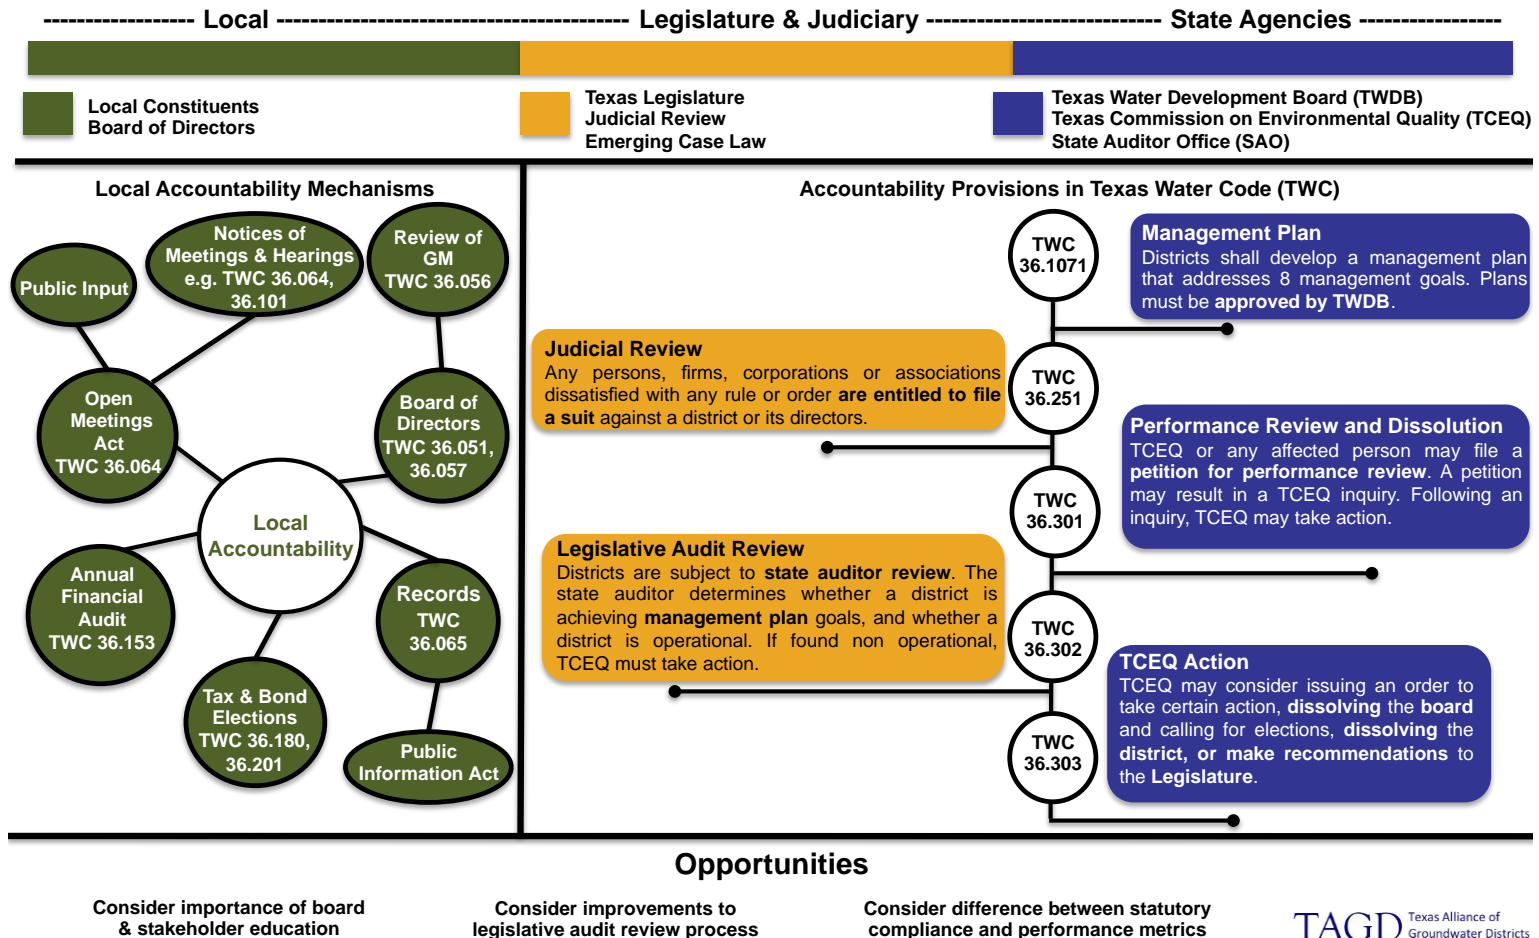 ------------------ Local ------------------------------------------ Legislature & Judiciary ---------------------------- State Agencies -----------------
Local Constituents
Board of Directors
Texas Legislature
Judicial Review
Emerging Case Law
Texas Water Development Board (TWDB)
Texas Commission on Environmental Quality (TCEQ)
State Auditor Office (SAO)
Local Accountability Mechanisms
Public Input
Notices of
Meetings & Hearings
e.g. TWC 36.064,
36.101
Review of
GM
TWC 36.056
Open
Meetings
Act
TWC 36.064
Board of
Directors
TWC 36.051,
36.057
Local
Accountability
Annual
Financial
Audit
TWC 36.153
Records
TWC
36.065
Tax & Bond
Elections
TWC 36.180,
36.201
Public
Information Act
Accountability Provisions in Texas Water Code (TWC)
TWC
36.1071
Management Plan
Districts shall develop a management plan
that addresses 8 management goals. Plans
must be approved by TWDB.
Judicial Review
Any persons, firms, corporations or associations
dissatisfied with any rule or order are entitled to file
a suit against a district or its directors.
TWC
36.251
Performance Review and Dissolution
TCEQ or any affected person may file a
petition for performance review. A petition
may result in a TCEQ inquiry. Following an
inquiry, TCEQ may take action.
TWC
36.301
Legislative Audit Review
Districts are subject to state auditor review. The
state auditor determines whether a district is
achieving management plan goals, and whether a
district is operational. If found non operational,
TCEQ must take action.
TWC
36.302
TCEQ Action
TCEQ may consider issuing an order to
take certain action, dissolving the board
and calling for elections, dissolving the
district, or make recommendations to
the Legislature.
TWC
36.303
Opportunities
Consider importance of board
& stakeholder education
Consider improvements to
legislative audit review process
Consider difference between statutory
compliance and performance metrics
TAGD Texas Alliance of
Groundwater Districts